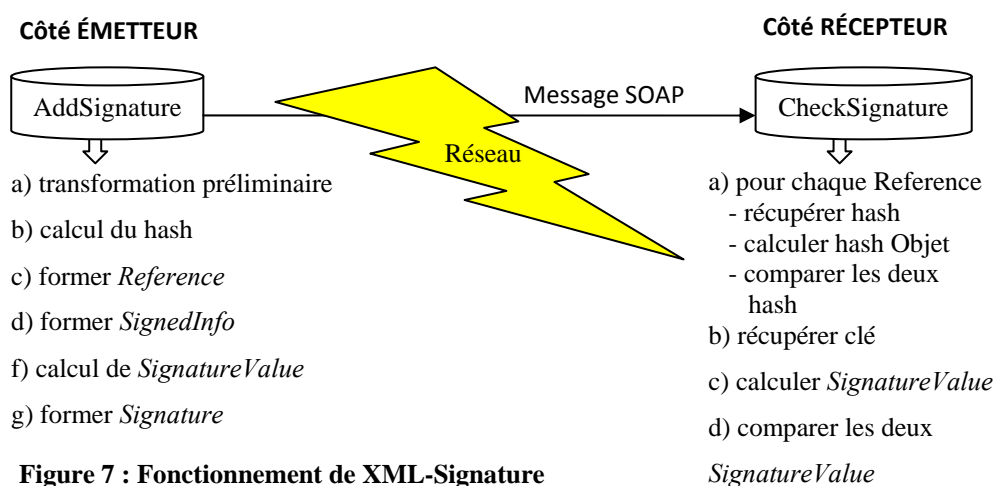 Côté ÉMETTEUR
AddSignature
a) transformation préliminaire
b) calcul du hash
c) former Reference
d) former SignedInfo
f) calcul de SignatureValue
g) former Signature
Message SOAP
Réseau
Côté RÉCEPTEUR
CheckSignature
a) pour chaque Reference
- récupérer hash
- calculer hash Objet
- comparer les deux
hash
b) récupérer clé
c) calculer SignatureValue
d) comparer les deux
SignatureValue
Figure 7 : Fonctionnement de XML-Signature